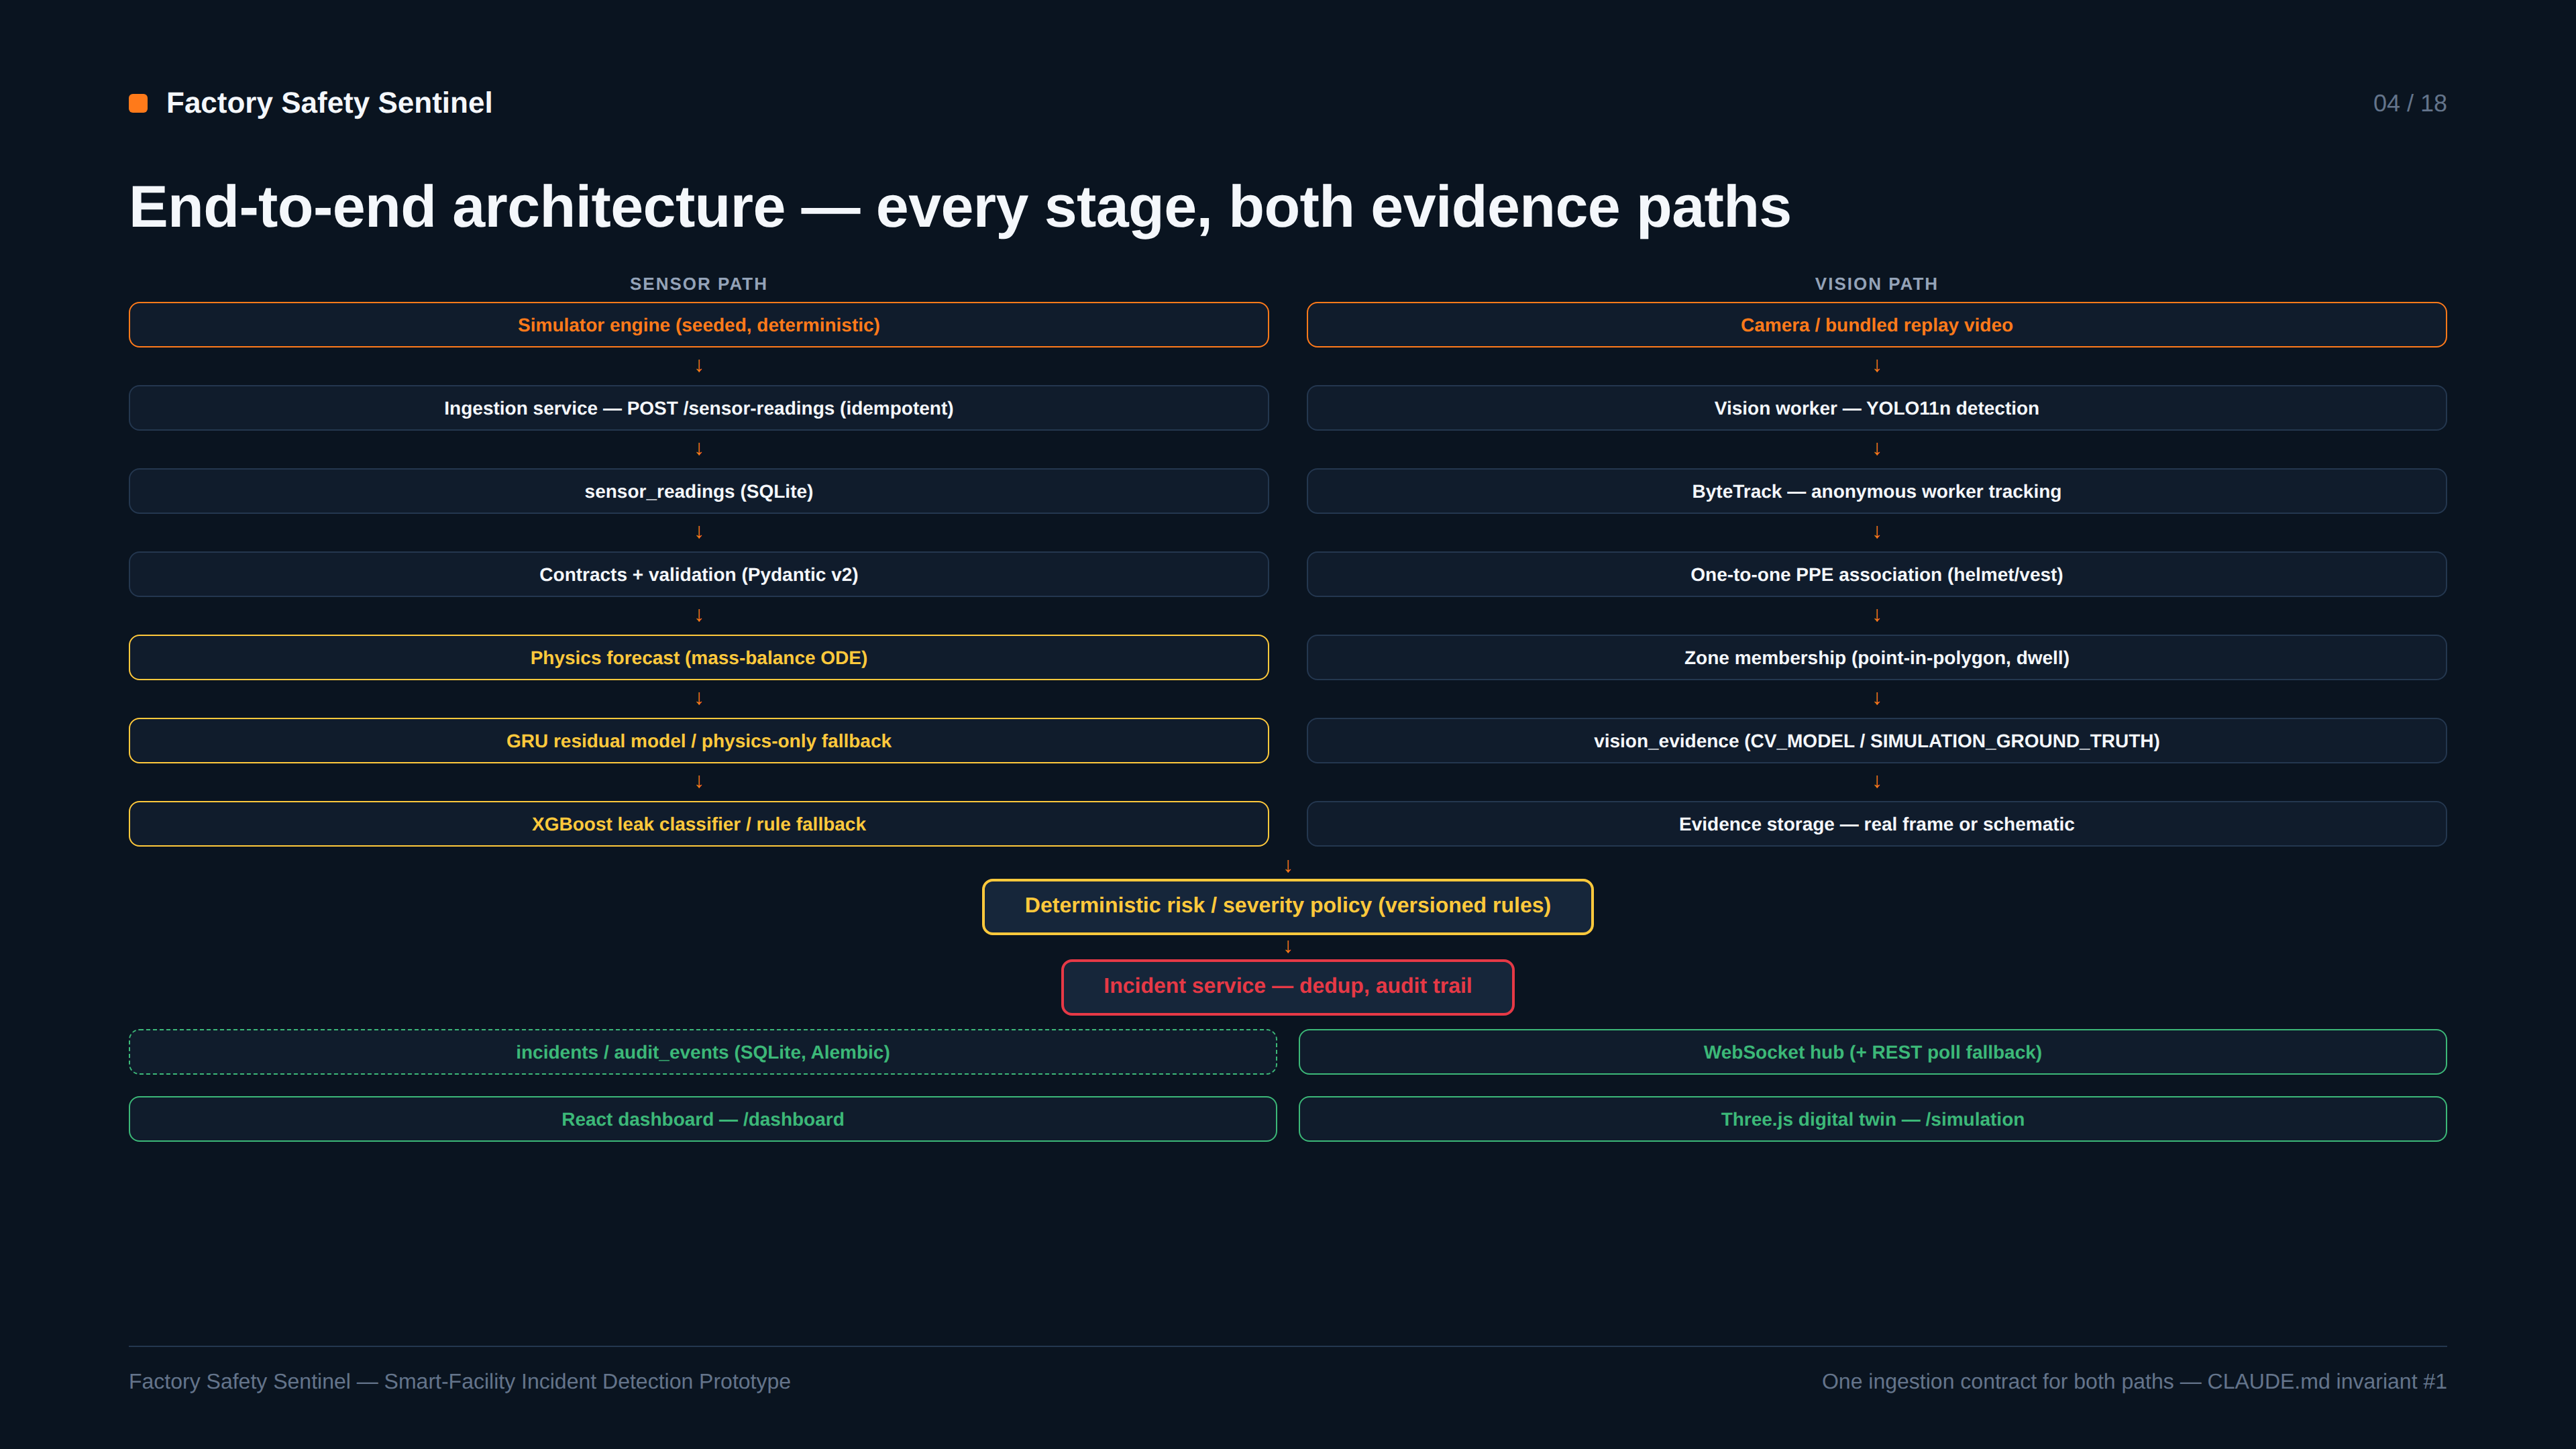 Factory Safety Sentinel
04 / 18
End-to-end architecture — every stage, both evidence paths
SENSOR PATH
Simulator engine (seeded, deterministic)
↓
Ingestion service — POST /sensor-readings (idempotent)
↓
sensor_readings (SQLite)
↓
Contracts + validation (Pydantic v2)
↓
Physics forecast (mass-balance ODE)
↓
GRU residual model / physics-only fallback
↓
XGBoost leak classifier / rule fallback
VISION PATH
Camera / bundled replay video
↓
Vision worker — YOLO11n detection
↓
ByteTrack — anonymous worker tracking
↓
One-to-one PPE association (helmet/vest)
↓
Zone membership (point-in-polygon, dwell)
↓
vision_evidence (CV_MODEL / SIMULATION_GROUND_TRUTH)
↓
Evidence storage — real frame or schematic
↓
Deterministic risk / severity policy (versioned rules)
↓
Incident service — dedup, audit trail
incidents / audit_events (SQLite, Alembic)
WebSocket hub (+ REST poll fallback)
React dashboard — /dashboard
Three.js digital twin — /simulation
Factory Safety Sentinel — Smart-Facility Incident Detection Prototype
One ingestion contract for both paths — CLAUDE.md invariant #1